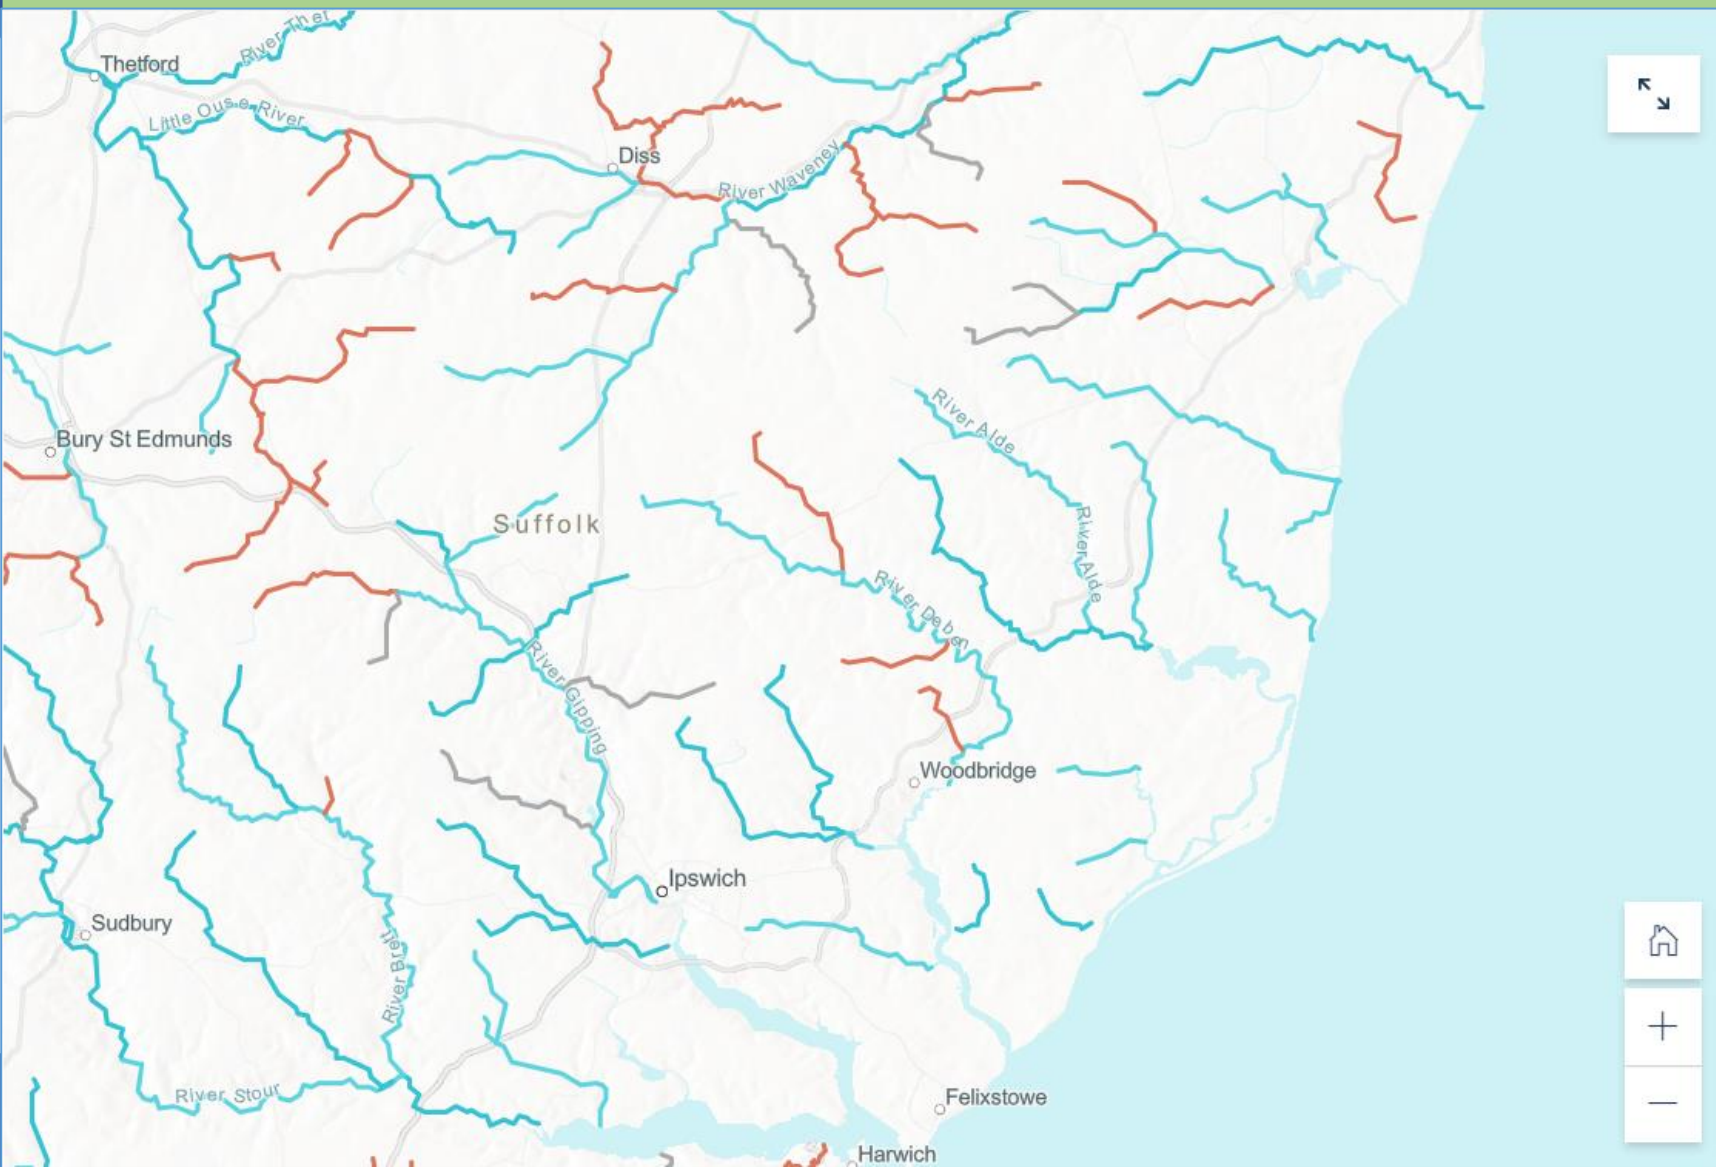 River Thet
Thetford
Little Ouse River
Diss
River Waveney
River Alde
Bury St Edmunds
Suffolk
River Alde
River Deben
River Gipping
Woodbridge
Ipswich
Sudbury
River Brett
River Stour
Felixstowe
Harwich